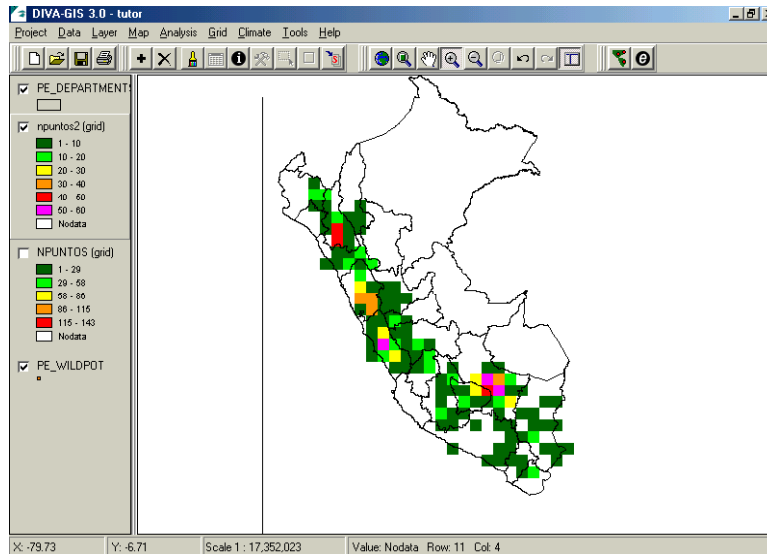 DIVA-GIS 3.0 - tutor
Project Data Layer Map Analysis Grid Climate Tools Help
PE_DEPARTMENTS
npuntos2 (grid)
1 - 10
10 - 20
20 - 30
30 - 40
40 - 50
50 - 60
Nodata
NPUNTOS (grid)
1 - 29
29 - 58
58 - 86
86 - 115
115 - 143
Nodata
PE_WILDPOT
X: -79.73 Y: -6.71 Scale 1 : 17,352,023 Value: Nodata Row: 11 Col: 4